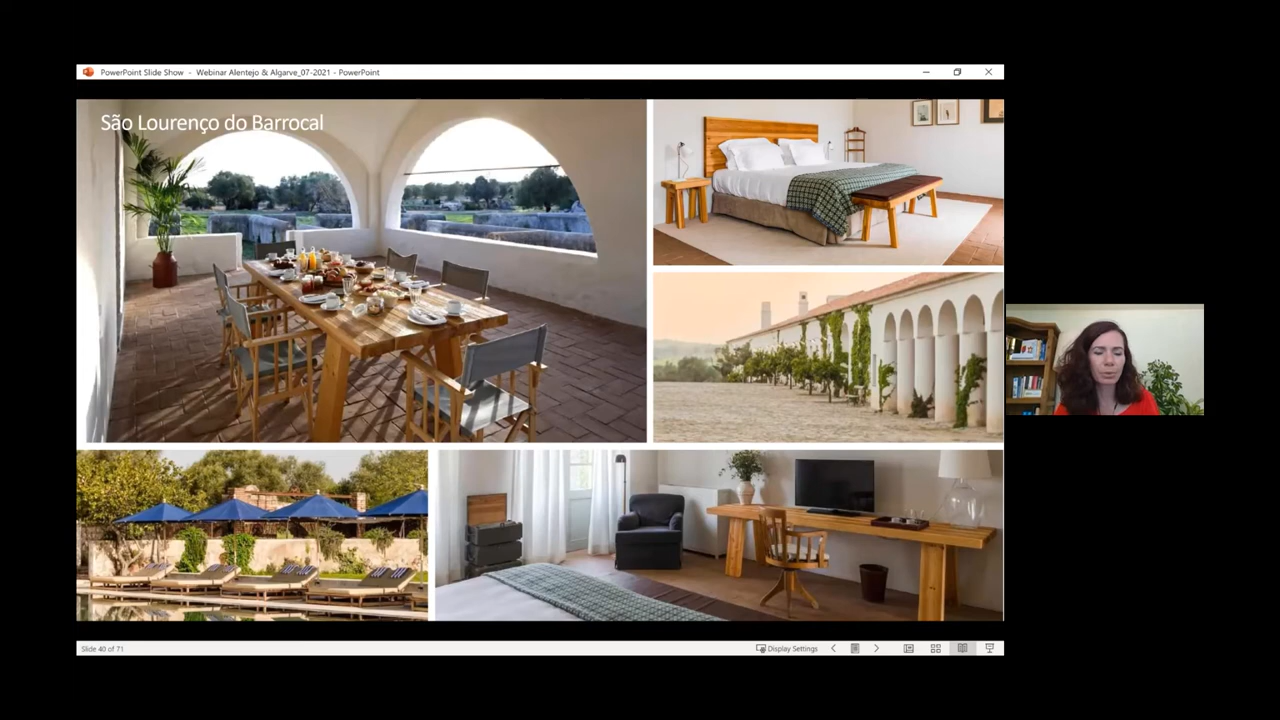 PowerPoint Slide Show - Webinar Alentejo & Algarve_07-2021 - PowerPoint
São Lourenço do Barrocal
Slide 40 of 71
Display Settings